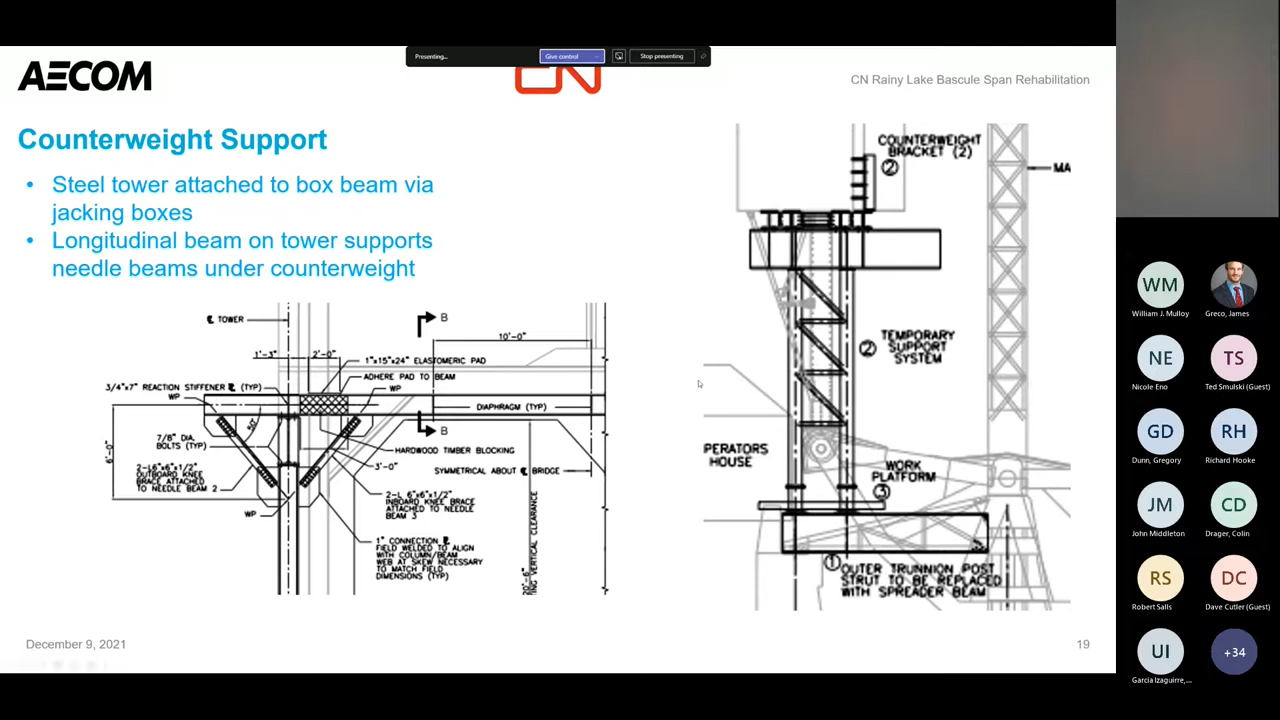 Presenting...
Give control
Stop presenting
AECOM
CN
CN Rainy Lake Bascule Span Rehabilitation
Counterweight Support
• Steel tower attached to box beam via
jacking boxes
• Longitudinal beam on tower supports
needle beams under counterweight
℄ TOWER
B
10'-0"
1'-3"
2'-0"
1"x15"x24" ELASTOMERIC PAD
ADHERE PAD TO BEAM
3/4"x7" REACTION STIFFENER ℄ (TYP)
WP
WP
DIAPHRAGM (TYP)
6'-0"
7/8" DIA.
BOLTS (TYP)
B
HARDWOOD TIMBER BLOCKING
3'-0"
SYMMETRICAL ABOUT ℄ BRIDGE
2-L6"x6"x1/2"
OUTBOARD KNEE
BRACE ATTACHED
TO NEEDLE BEAM 2
2-L 6"x6"x1/2"
INBOARD KNEE BRACE
ATTACHED TO NEEDLE
BEAM 3
WP
1" CONNECTION ℄
FIELD WELDED TO ALIGN
WITH COLUMN/BEAM
WEB AT SKEW NECESSARY
TO MATCH FIELD
DIMENSIONS (TYP)
20'-6"
VERTICAL CLEARANCE
COUNTERWEIGHT
BRACKET (2)
2
MA
TEMPORARY
SUPPORT
SYSTEM
2
PERATORS
HOUSE
WORK
PLATFORM
3
1
OUTER TRUNNION POST
STRUT TO BE REPLACED
WITH SPREADER BEAM
December 9, 2021
19
WM
William J. Mulloy
Greco, James
NE
Nicole Eno
TS
Ted Smulski (Guest)
GD
Dunn, Gregory
RH
Richard Hooke
JM
John Middleton
CD
Drager, Colin
RS
Robert Salls
DC
Dave Cutler (Guest)
UI
Garcia Izaguirre,...
+34